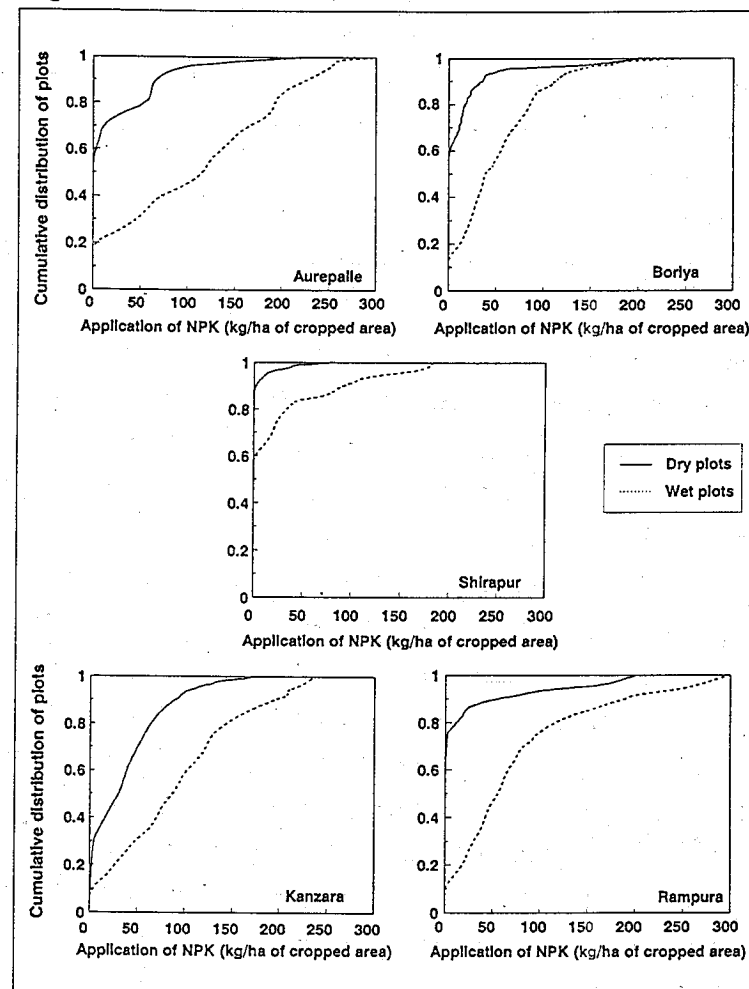 Cumulative distribution of plots
1
0.8
0.6
0.4
0.2
0
Aurepalle
0 50 100 150 200 250 300
Application of NPK (kg/ha of cropped area)
1
0.8
0.6
0.4
0.2
0
Boriya
0 50 100 150 200 250 300
Application of NPK (kg/ha of cropped area)
1
0.8
0.6
0.4
0.2
0
Shirapur
0 50 100 150 200 250 300
Application of NPK (kg/ha of cropped area)
Dry plots
Wet plots
Cumulative distribution of plots
1
0.8
0.6
0.4
0.2
0
Kanzara
0 50 100 150 200 250 300
Application of NPK (kg/ha of cropped area)
1
0.8
0.6
0.4
0.2
0
Rampura
0 50 100 150 200 250 300
Application of NPK (kg/ha of cropped area)